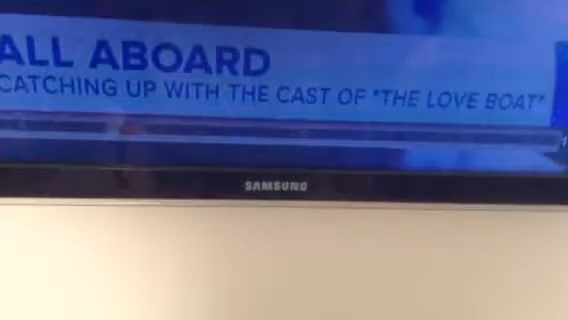 ALL ABOARD
CATCHING UP WITH THE CAST OF "THE LOVE BOAT"
SAMSUNG